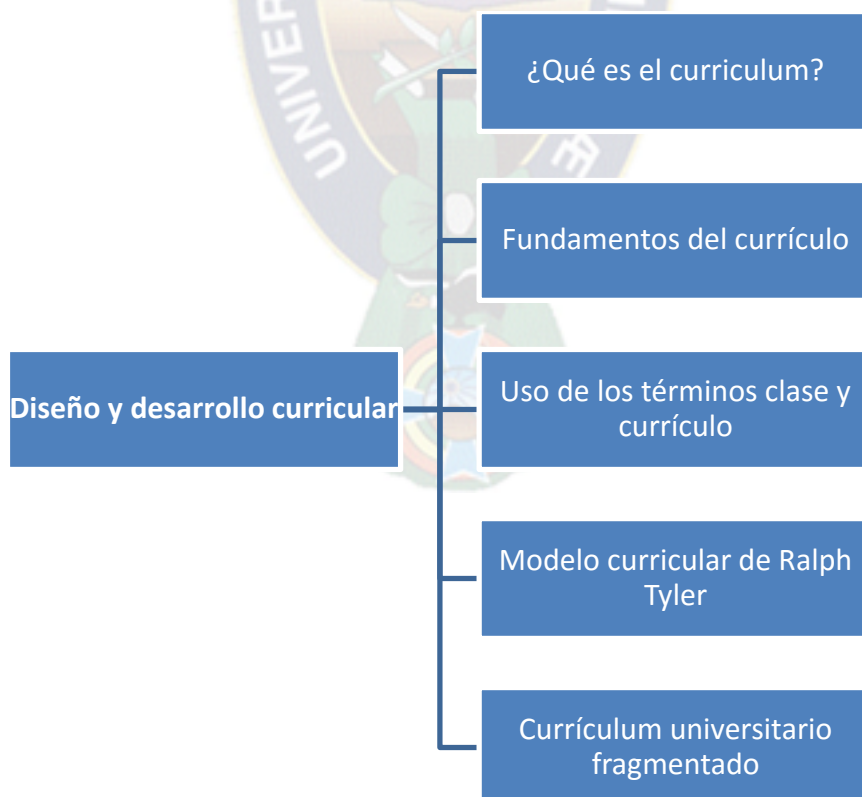 UNIVER
¿Qué es el curriculum?
Fundamentos del currículo
Diseño y desarrollo curricular
Uso de los términos clase y
currículo
Modelo curricular de Ralph
Tyler
Currículum universitario
fragmentado